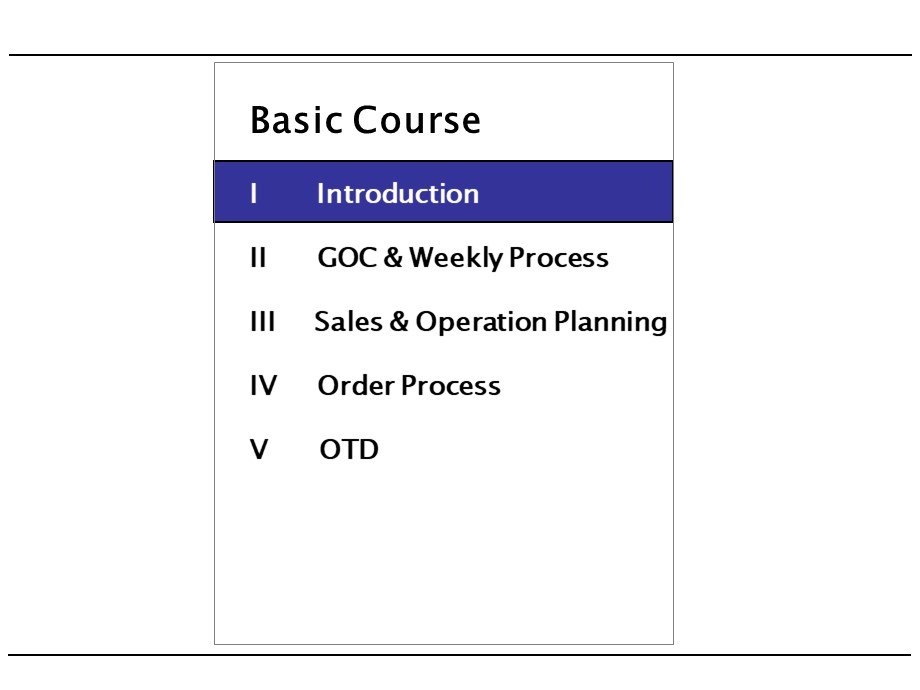 Basic Course
I Introduction
II GOC & Weekly Process
III Sales & Operation Planning
IV Order Process
V OTD